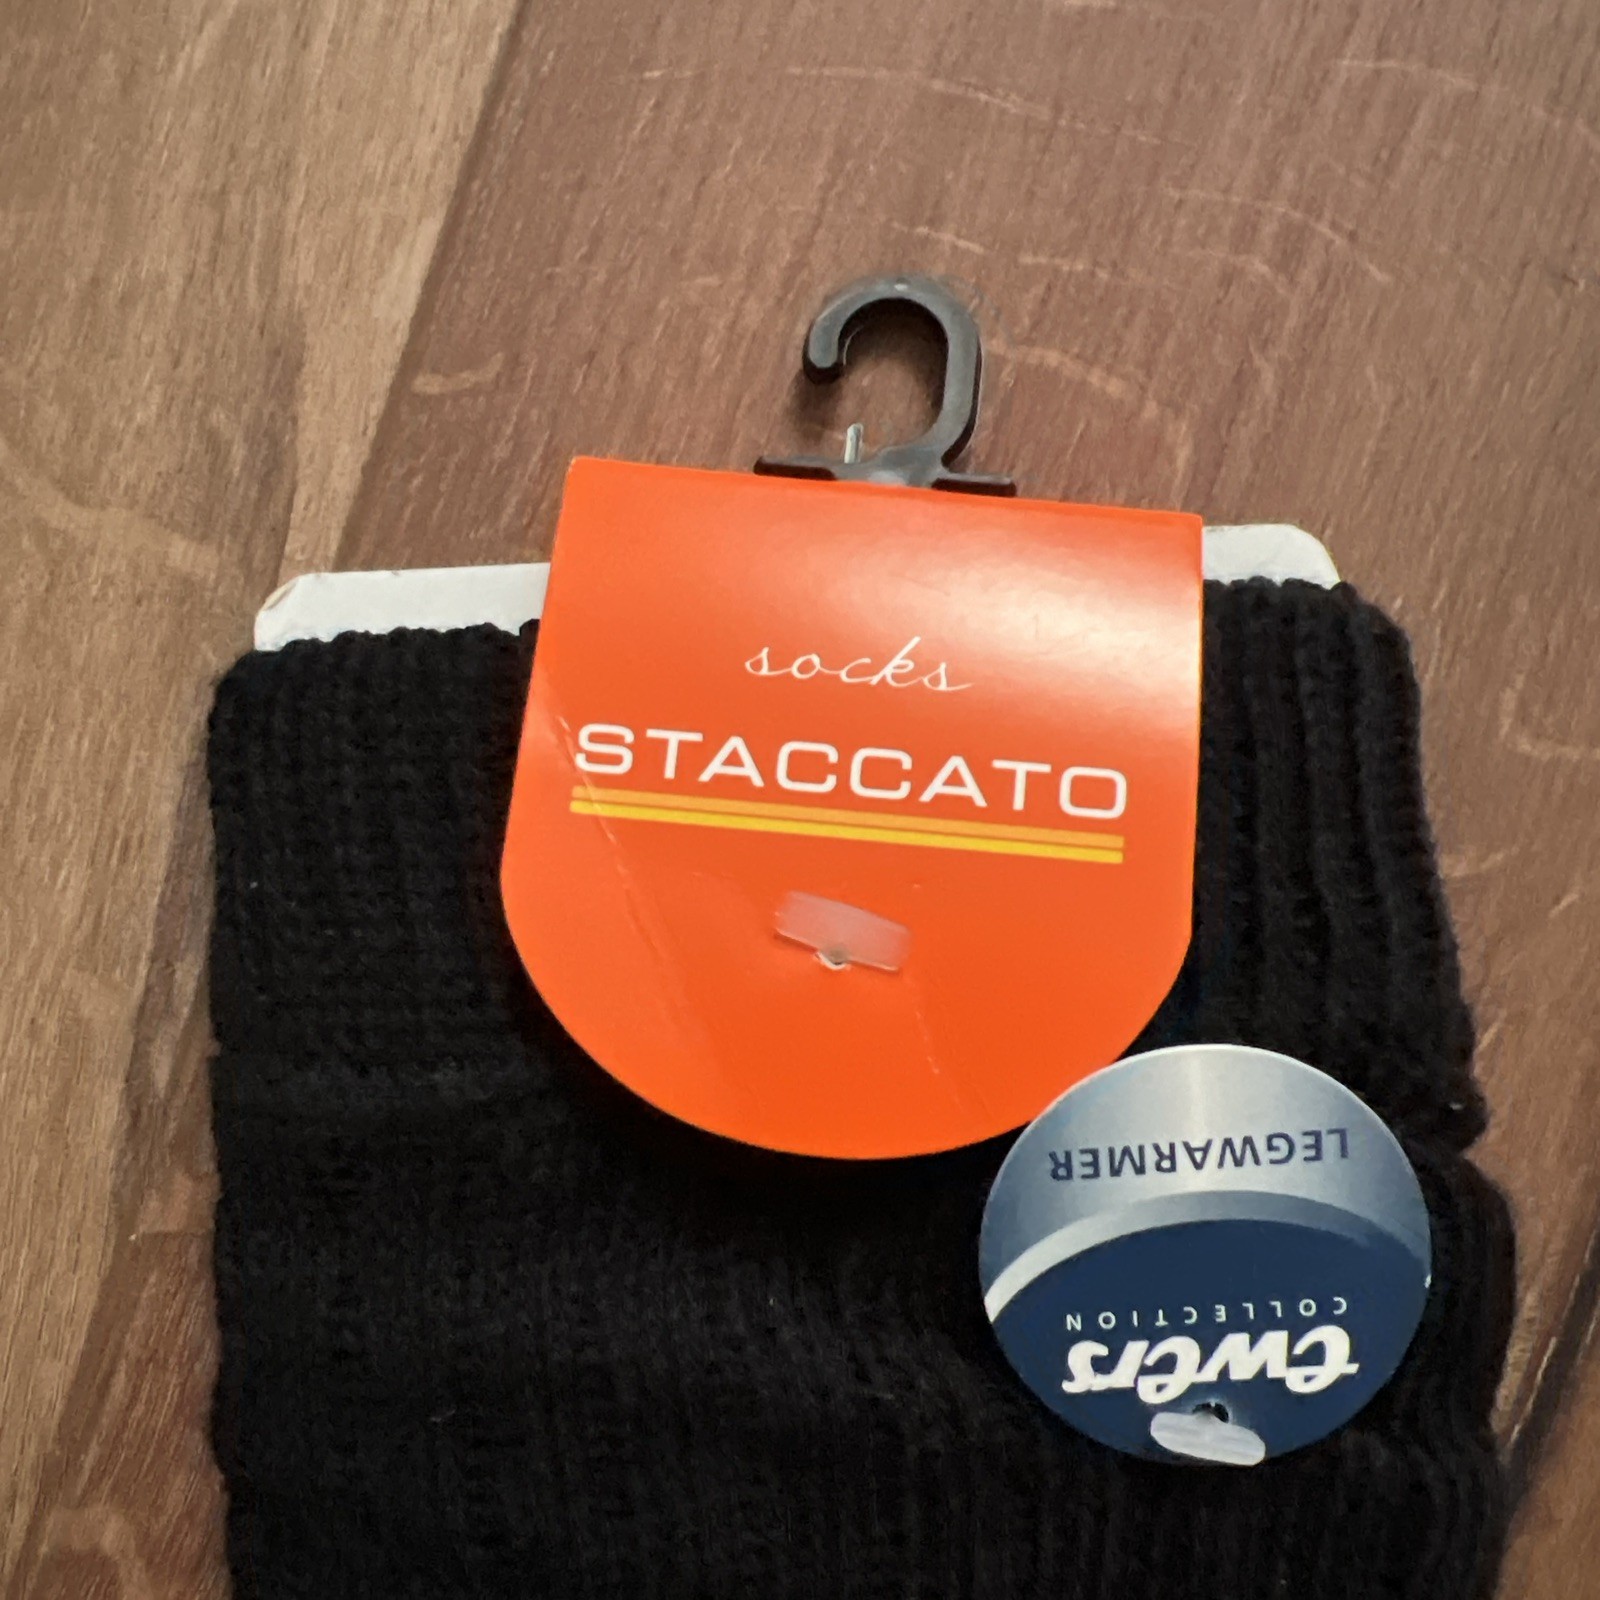 socks
STACCATO
LEGWARMER
ewers
COLLECTION